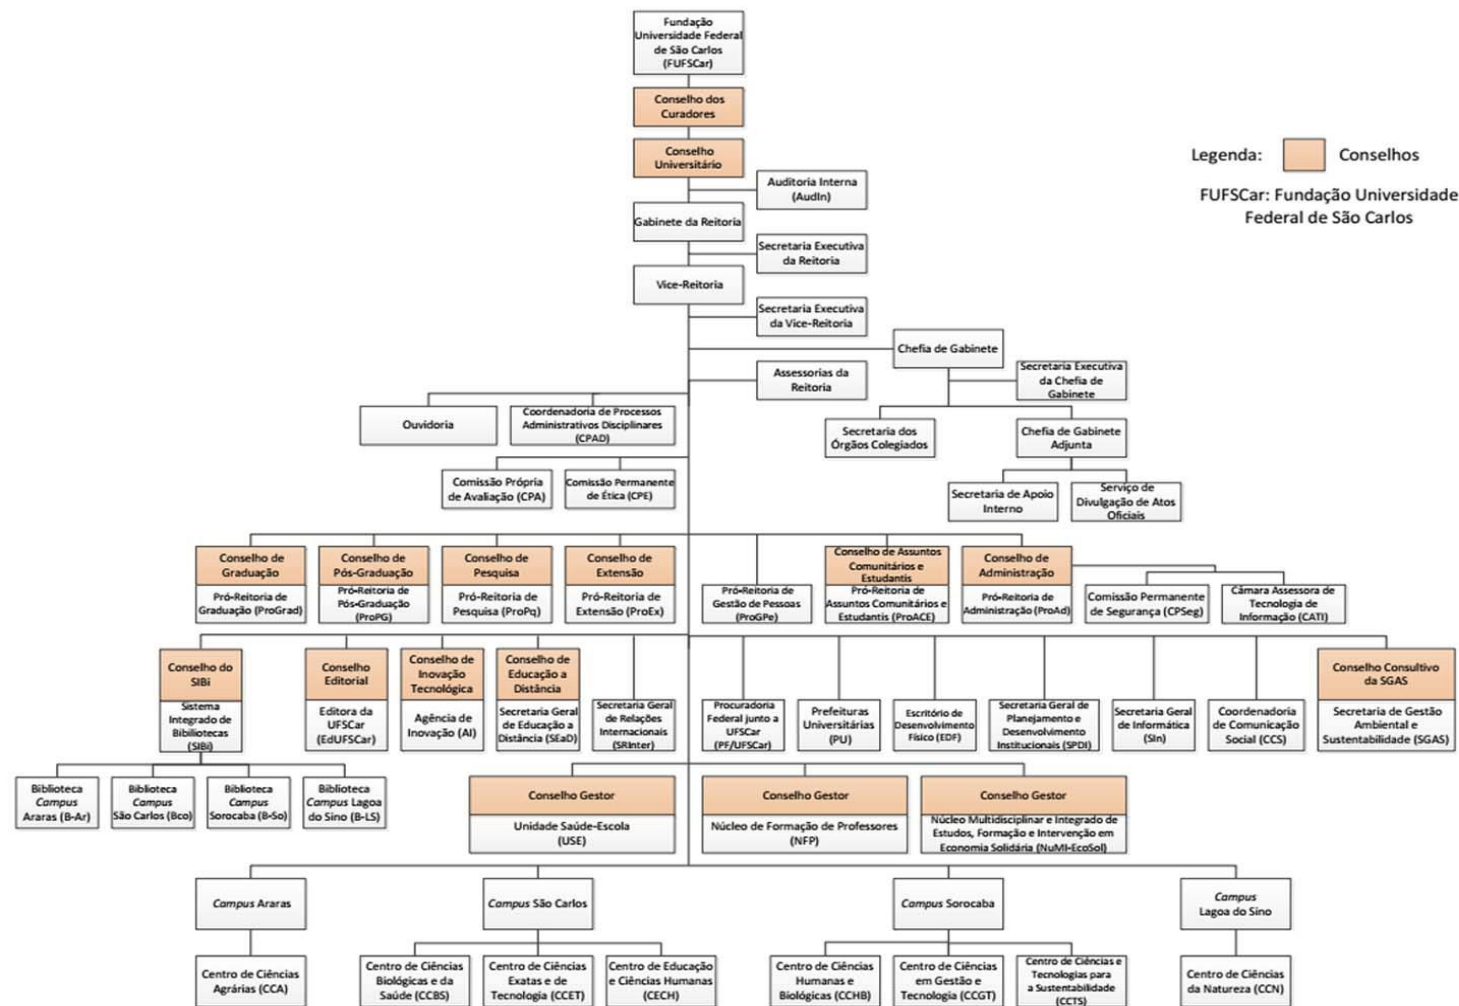 Fundação
Universidade Federal
de São Carlos
(FUFSCar)
Conselho dos
Curadores
Conselho
Universitário
Legenda:
Conselhos
FUFSCar: Fundação Universidade
Federal de São Carlos
Auditoria Interna
(AudIn)
Gabinete da Reitoria
Secretaria Executiva
da Reitoria
Vice-Reitoria
Secretaria Executiva
da Vice-Reitoria
Chefia de Gabinete
Assessorias da
Reitoria
Secretaria Executiva
da Chefia de
Gabinete
Ouvidoria
Coordenadoria de Processos
Administrativos Disciplinares
(CPAD)
Secretaria dos
Órgãos Colegiados
Chefia de Gabinete
Adjunta
Comissão Própria
de Avaliação (CPA)
Comissão Permanente
de Ética (CPE)
Secretaria de Apoio
Interno
Serviço de
Divulgação de Atos
Oficiais
Conselho de
Graduação
Pró-Reitoria de
Graduação (ProGrad)
Conselho de
Pós-Graduação
Pró-Reitoria de
Pós-Graduação
(ProPG)
Conselho de
Pesquisa
Pró-Reitoria de
Pesquisa (ProPq)
Conselho de
Extensão
Pró-Reitoria de
Extensão (ProEx)
Pró-Reitoria de
Gestão de Pessoas
(ProGPe)
Conselho de Assuntos
Comunitários e
Estudantis
Pró-Reitoria de
Assuntos Comunitários e
Estudantis (ProACE)
Conselho de
Administração
Pró-Reitoria de
Administração (ProAd)
Comissão Permanente
de Segurança (CPSeg)
Câmara Assessora de
Tecnologia de
Informação (CATI)
Conselho do
SIBi
Sistema
Integrado de
Bibiliotecas
(SIBi)
Conselho
Editorial
Editora da
UFSCar
(EdUFSCar)
Conselho de
Inovação
Tecnológica
Agência de
Inovação (AI)
Conselho de
Educação a
Distância
Secretaria Geral
de Educação a
Distância (SEaD)
Secretaria Geral
de Relações
Internacionais
(SRInter)
Procuradoria
Federal junto a
UFSCar
(PF/UFSCar)
Prefeituras
Universitárias
(PU)
Escritório de
Desenvolvimento
Físico (EDF)
Secretaria Geral de
Planejamento e
Desenvolvimento
Institucionais (SPDI)
Secretaria Geral
de Informática
(SIn)
Coordenadoria
de Comunicação
Social (CCS)
Conselho Consultivo
da SGAS
Secretaria de Gestão
Ambiental e
Sustentabilidade (SGAS)
Biblioteca
Campus
Araras (B-Ar)
Biblioteca
Campus
São Carlos (Bco)
Biblioteca
Campus
Sorocaba (B-So)
Biblioteca
Campus Lagoa
do Sino (B-LS)
Conselho Gestor
Unidade Saúde-Escola
(USE)
Conselho Gestor
Núcleo de Formação de Professores
(NFP)
Conselho Gestor
Núcleo Multidisciplinar e Integrado de
Estudos, Formação e Intervenção em
Economia Solidária (NuMI-EcoSol)
Campus Araras
Campus São Carlos
Campus Sorocaba
Campus
Lagoa do Sino
Centro de Ciências
Agrárias (CCA)
Centro de Ciências
Biológicas e da
Saúde (CCBS)
Centro de Ciências
Exatas e de
Tecnologia (CCET)
Centro de Educação
e Ciências Humanas
(CECH)
Centro de Ciências
Humanas e
Biológicas (CCHB)
Centro de Ciências
em Gestão e
Tecnologia (CCGT)
Centro de Ciências e
Tecnologias para
a Sustentabilidade
(CCTS)
Centro de Ciências
da Natureza (CCN)